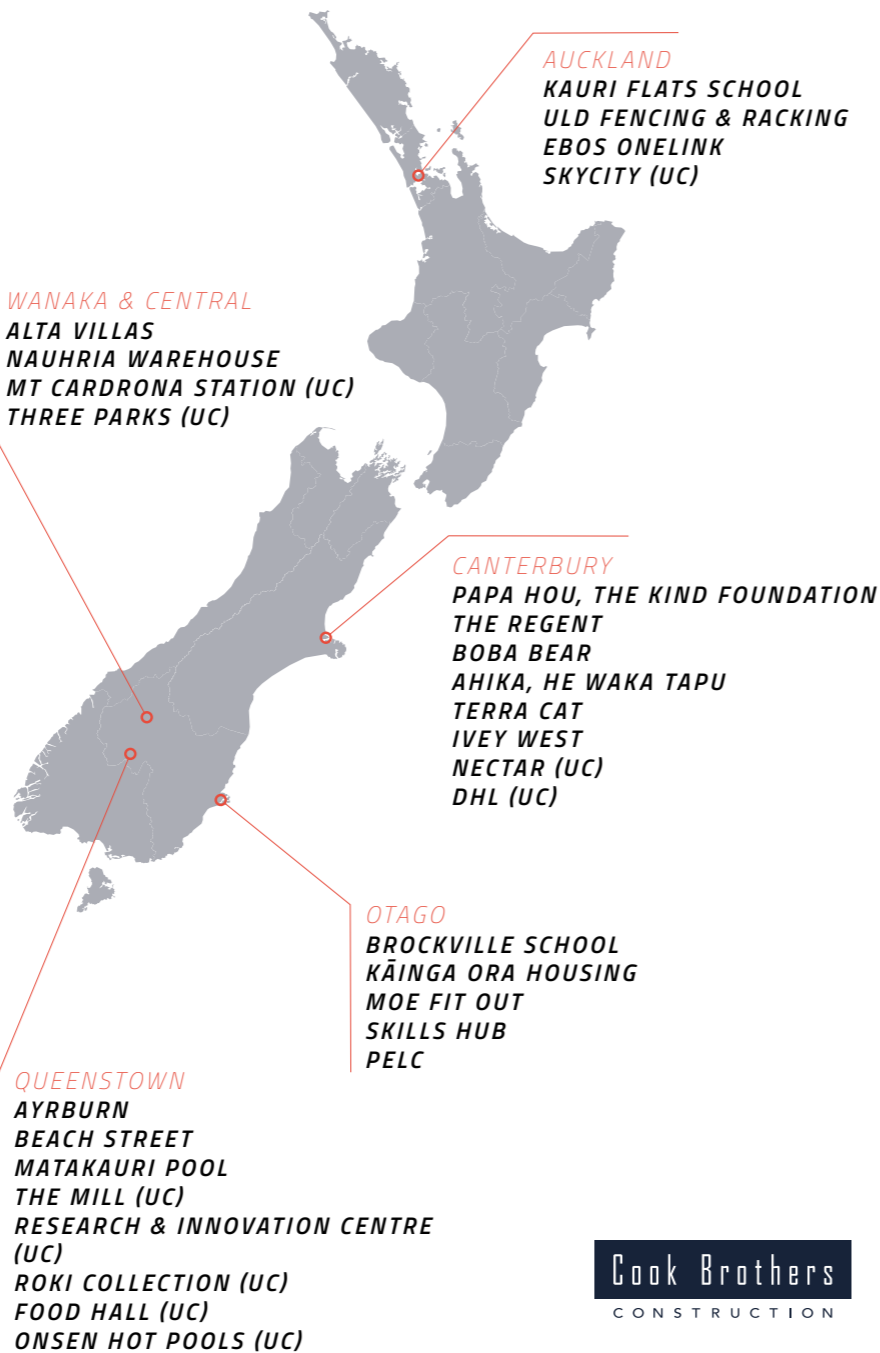 AUCKLAND
KAURI FLATS SCHOOL
ULD FENCING & RACKING
EBOS ONELINK
SKYCITY (UC)
WANAKA & CENTRAL
ALTA VILLAS
NAUHRIA WAREHOUSE
MT CARDRONA STATION (UC)
THREE PARKS (UC)
CANTERBURY
PAPA HOU, THE KIND FOUNDATION
THE REGENT
BOBA BEAR
AHIKA, HE WAKA TAPU
TERRA CAT
IVEY WEST
NECTAR (UC)
DHL (UC)
OTAGO
BROCKVILLE SCHOOL
KĀINGA ORA HOUSING
MOE FIT OUT
SKILLS HUB
PELC
QUEENSTOWN
AYRBURN
BEACH STREET
MATAKAURI POOL
THE MILL (UC)
RESEARCH & INNOVATION CENTRE
(UC)
ROKI COLLECTION (UC)
FOOD HALL (UC)
ONSEN HOT POOLS (UC)
Cook Brothers
CONSTRUCTION